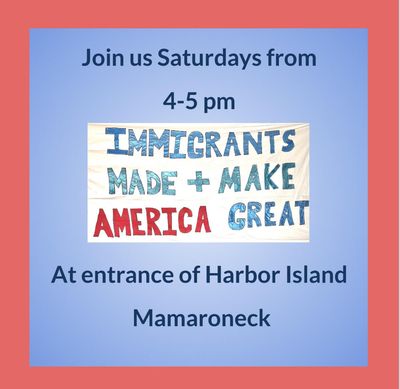 Join us Saturdays from
4-5 pm
IMMIGRANTS
MADE + MAKE
AMERICA GREAT
At entrance of Harbor Island
Mamaroneck